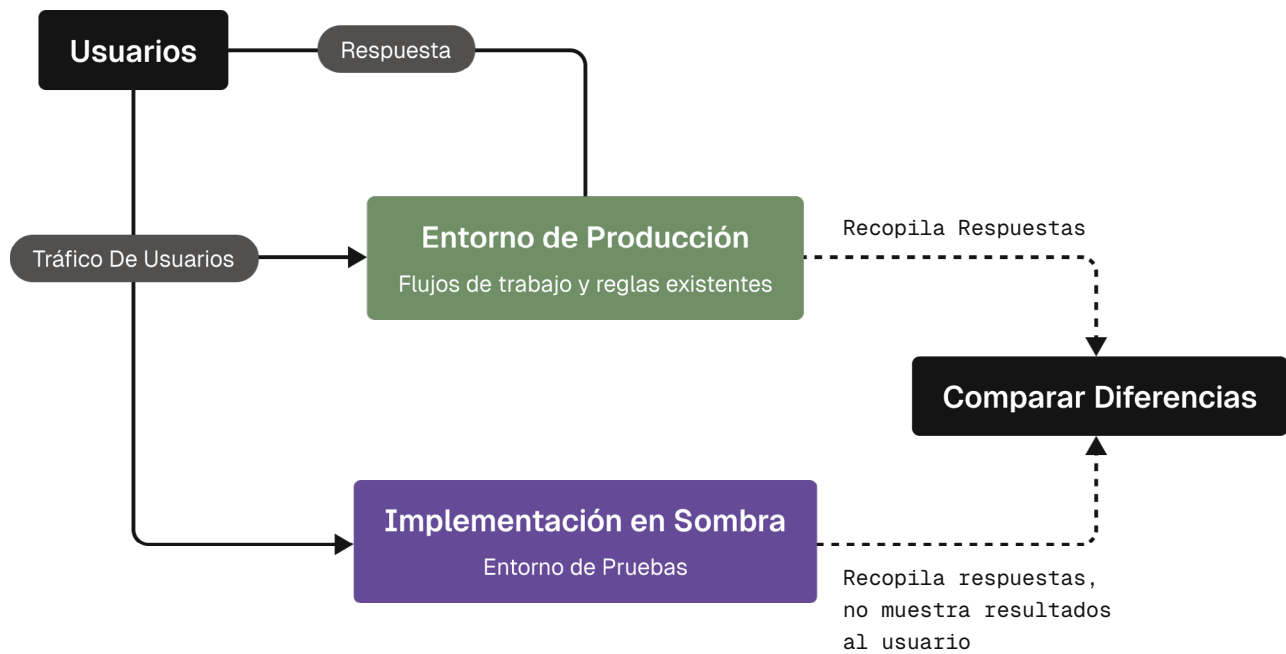 Usuarios
Respuesta
Tráfico De Usuarios
Entorno de Producción
Flujos de trabajo y reglas existentes
Recopila Respuestas
Comparar Diferencias
Implementación en Sombra
Entorno de Pruebas
Recopila respuestas,
no muestra resultados
al usuario